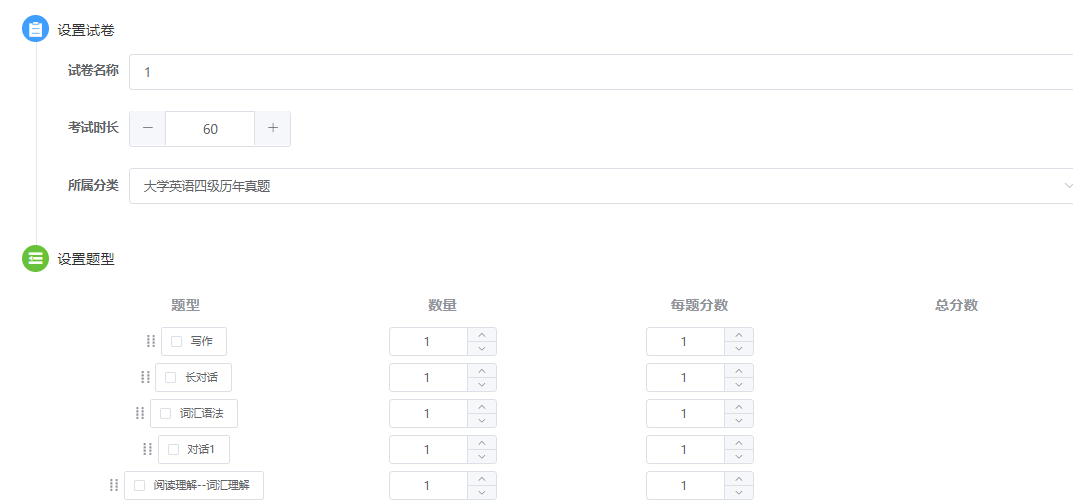 设置试卷
试卷名称 1
考试时长 − 60 +
所属分类 大学英语四级历年真题
设置题型
题型 数量 每题分数 总分数
写作 1 1
长对话 1 1
词汇语法 1 1
对话1 1 1
阅读理解--词汇理解 1 1